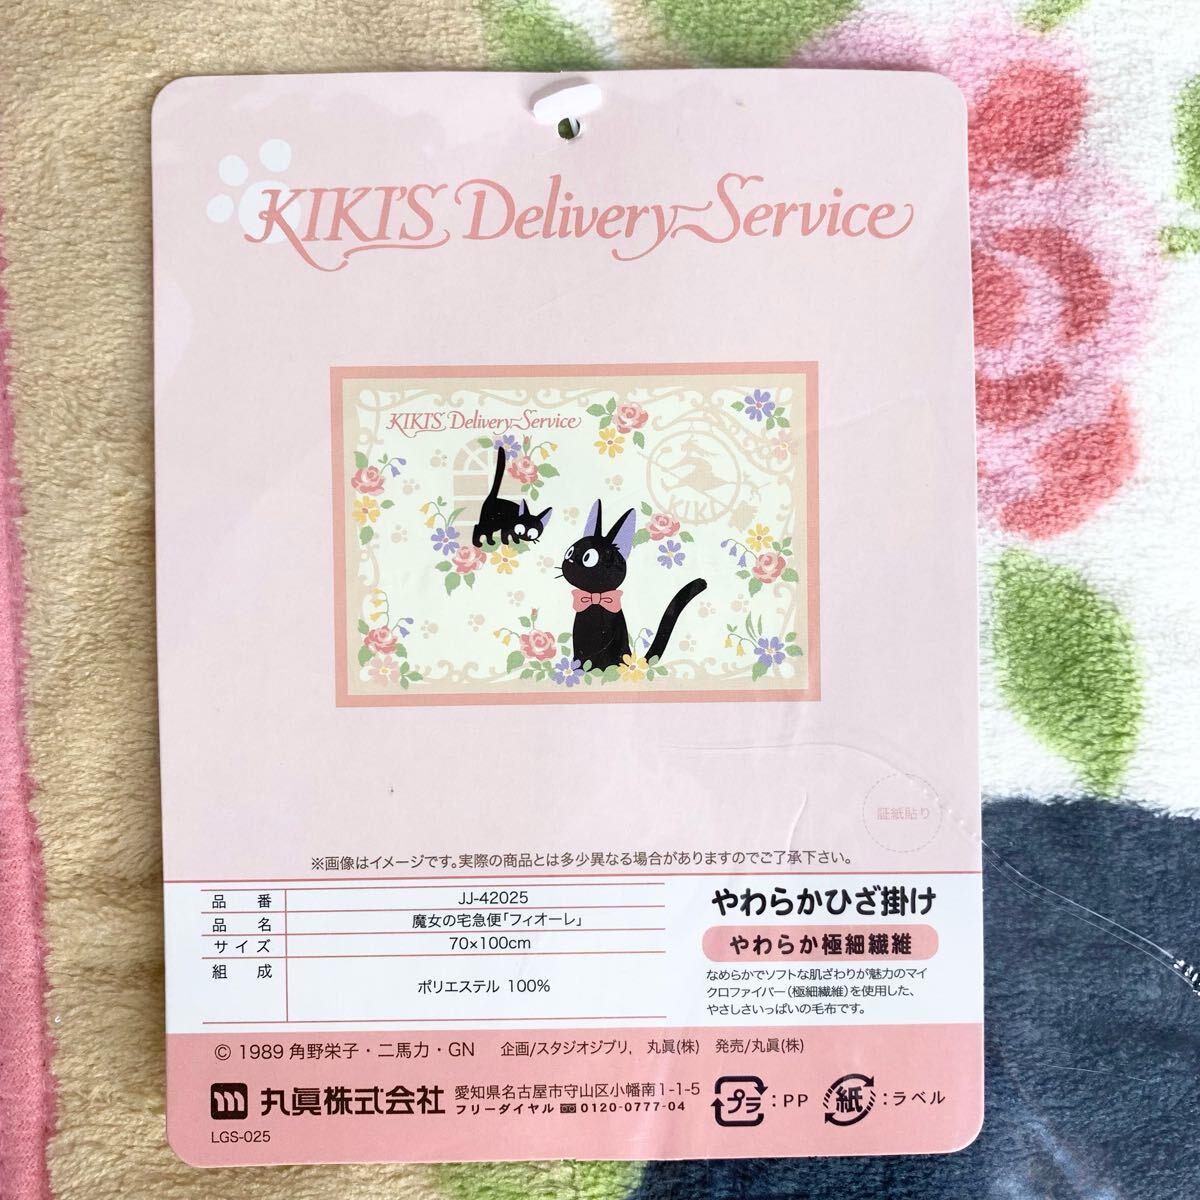 KIKI'S Delivery Service
KIKI'S Delivery Service
KIKI
証紙貼り
※画像はイメージです。実際の商品とは多少異なる場合がありますのでご了承下さい。
品番 JJ-42025
品名 魔女の宅急便「フィオーレ」
サイズ 70×100cm
組成 ポリエステル 100%
やわらかひざ掛け
やわらか極細繊維
なめらかでソフトな肌ざわりが魅力のマイ
クロファイバー(極細繊維)を使用した、
やさしさいっぱいの毛布です。
© 1989 角野栄子・二馬力・GN 企画/スタジオジブリ, 丸眞(株) 発売/丸眞(株)
丸眞株式会社 愛知県名古屋市守山区小幡南1-1-5
フリーダイヤル 0120-0777-04
プラ:PP 紙:ラベル
LGS-025